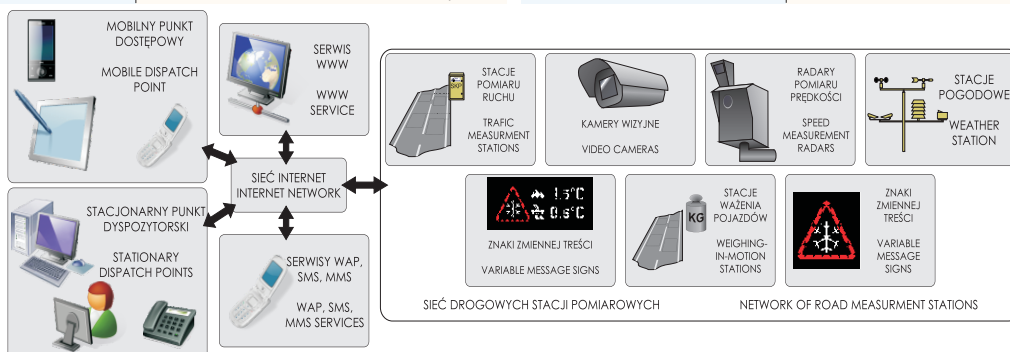 MOBILNY PUNKT
DOSTĘPOWY
MOBILE DISPATCH
POINT
SERWIS
WWW
WWW
SERVICE
SIEĆ INTERNET
INTERNET NETWORK
STACJONARNY PUNKT
DYSPOZYTORSKI
STATIONARY
DISPATCH POINTS
SERWISY WAP,
SMS, MMS
WAP, SMS,
MMS SERVICES
STACJE
POMIARU
RUCHU
SKP
TRAFIC
MEASURMENT
STATIONS
KAMERY WIZYJNE
VIDEO CAMERAS
RADARY
POMIARU
PRĘDKOŚCI
SPEED
MEASUREMENT
RADARS
STACJE
POGODOWE
WEATHER
STATION
1.5°C
0.6°C
ZNAKI ZMIENNEJ TREŚCI
VARIABLE MESSAGE SIGNS
STACJE
WAŻENIA
POJAZDÓW
KG
WEIGHING-
IN-MOTION
STATIONS
ZNAKI
ZMIENNEJ
TREŚCI
VARIABLE
MESSAGE
SIGNS
SIEĆ DROGOWYCH STACJI POMIAROWYCH
NETWORK OF ROAD MEASURMENT STATIONS